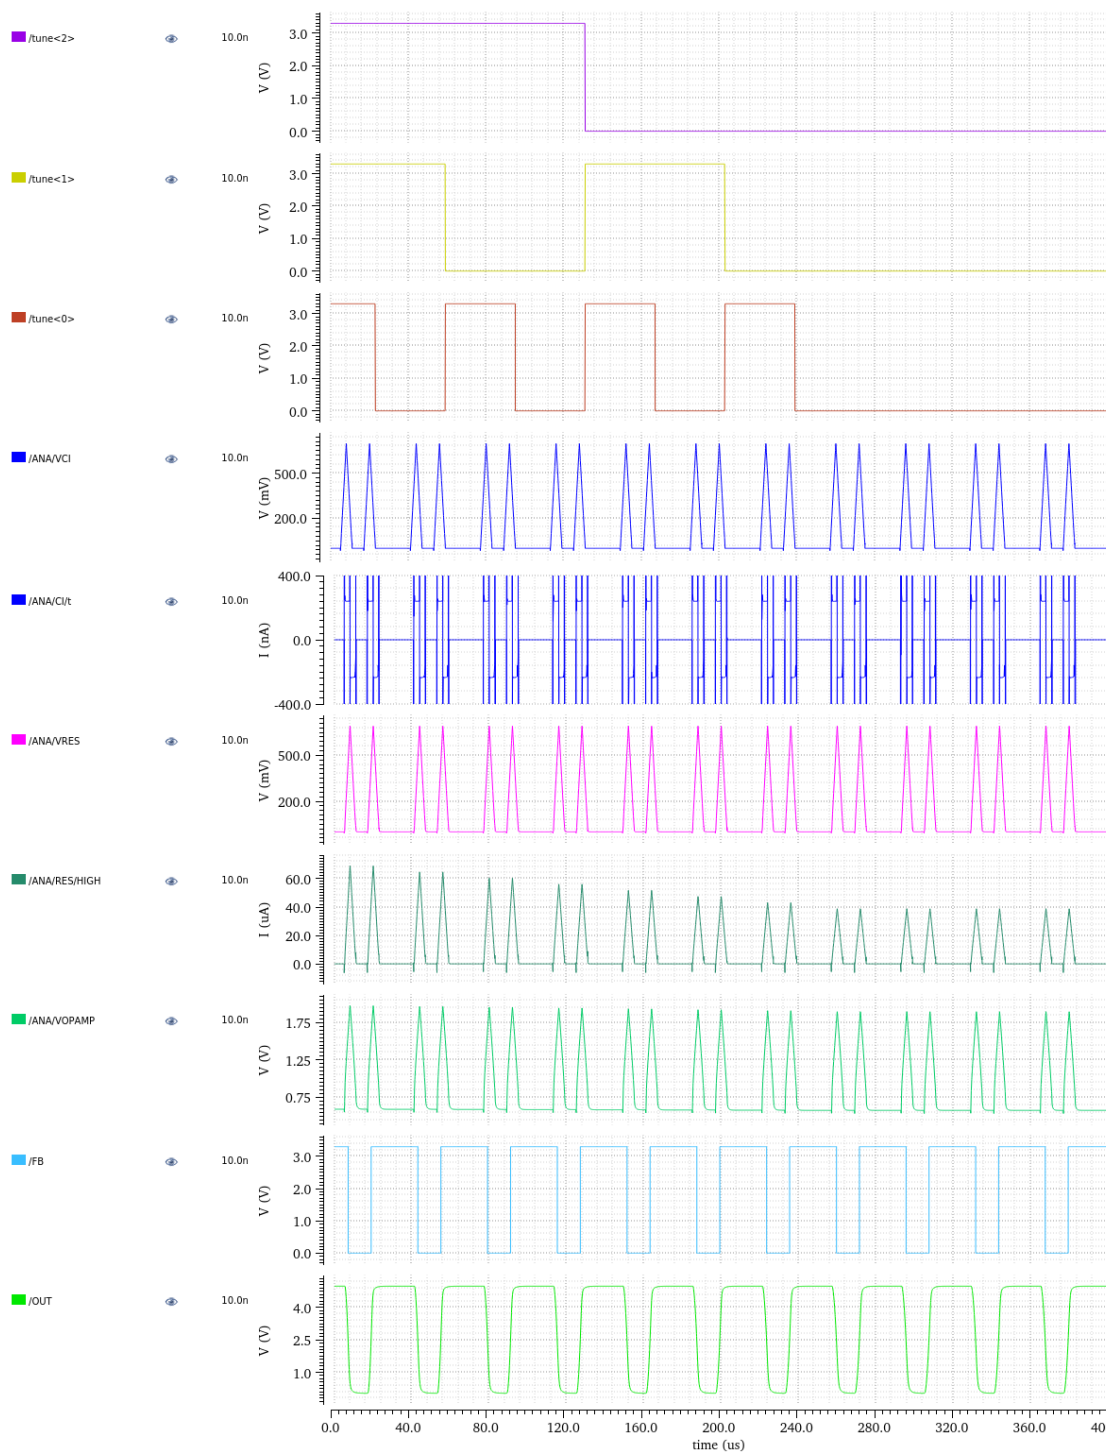 /tune<2> 10.0n V (V) 3.0 2.0 1.0 0.0
/tune<1> 10.0n V (V) 3.0 2.0 1.0 0.0
/tune<0> 10.0n V (V) 3.0 2.0 1.0 0.0
/ANA/VCI 10.0n V (mV) 500.0 200.0
/ANA/CI/t 10.0n I (nA) 400.0 0.0 -400.0
/ANA/VRES 10.0n V (mV) 500.0 200.0
/ANA/RES/HIGH 10.0n I (uA) 60.0 40.0 20.0 0.0
/ANA/VOPAMP 10.0n V (V) 1.75 1.25 0.75
/FB 10.0n V (V) 3.0 2.0 1.0 0.0
/OUT 10.0n V (V) 4.0 2.5 1.0
0.0 40.0 80.0 120.0 160.0 200.0 240.0 280.0 320.0 360.0 40
time (us)